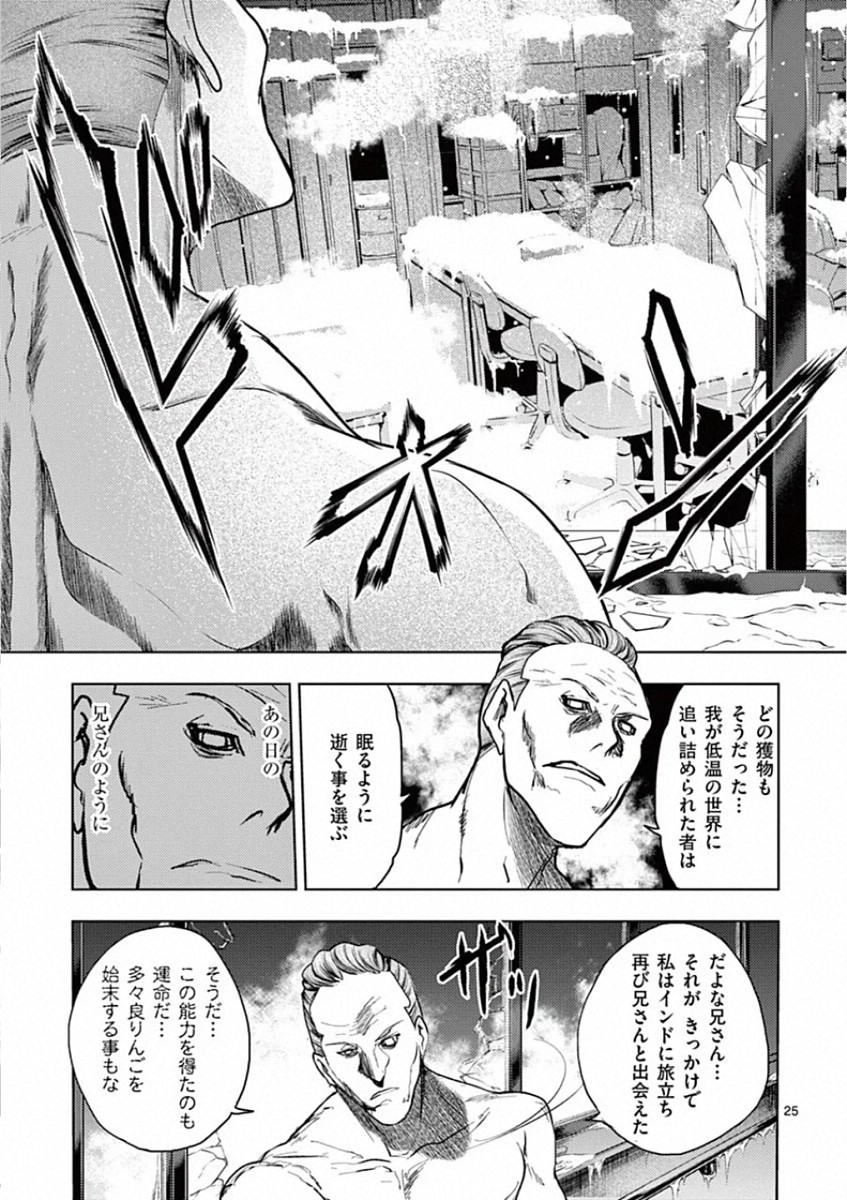 どの獲物も
そうだった…
我が低温の世界に
追い詰められた者は
眠るように
逝く事を選ぶ
あの日の
兄さんのように
だよな兄さん…
それが きっかけで
私はインドに旅立ち
再び兄さんと出会えた
そうだ…
この能力を得たのも
運命だ…
多々良りんごを
始末する事もな
25